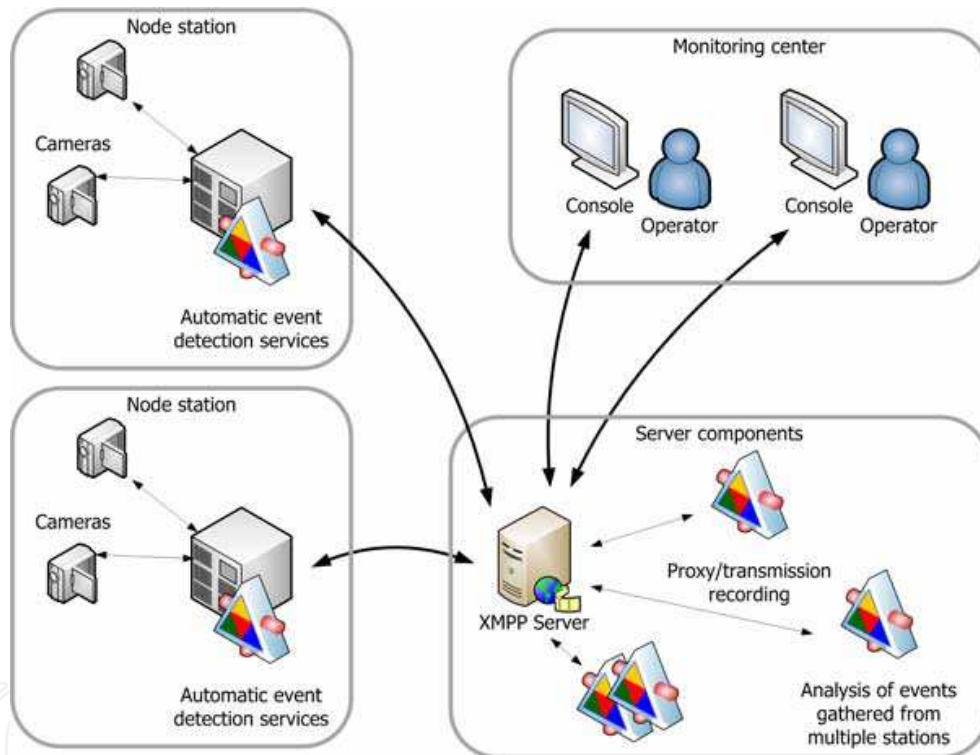 Node station
Cameras
Automatic event
detection services
Monitoring center
Console
Operator
Console
Operator
Node station
Cameras
Automatic event
detection services
Server components
Proxy/transmission
recording
XMPP Server
Analysis of events
gathered from
multiple stations